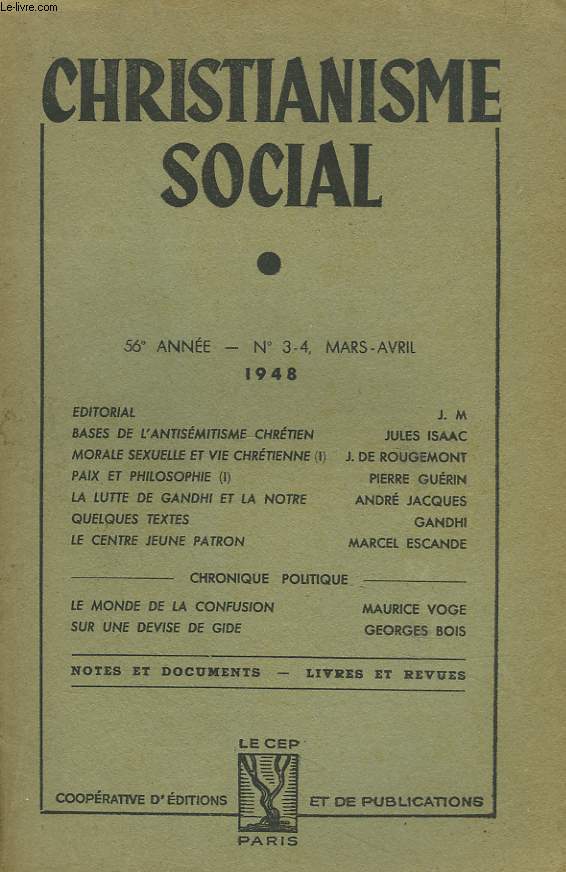 Le-livre.com
CHRISTIANISME
SOCIAL
56e ANNÉE — N° 3-4, MARS-AVRIL
1948
EDITORIAL J. M
BASES DE L'ANTISÉMITISME CHRÉTIEN JULES ISAAC
MORALE SEXUELLE ET VIE CHRÉTIENNE (I) J. DE ROUGEMONT
PAIX ET PHILOSOPHIE (I) PIERRE GUÉRIN
LA LUTTE DE GANDHI ET LA NOTRE ANDRÉ JACQUES
QUELQUES TEXTES GANDHI
LE CENTRE JEUNE PATRON MARCEL ESCANDE
CHRONIQUE POLITIQUE
LE MONDE DE LA CONFUSION MAURICE VOGE
SUR UNE DEVISE DE GIDE GEORGES BOIS
NOTES ET DOCUMENTS — LIVRES ET REVUES
LE CEP
COOPÉRATIVE D'ÉDITIONS ET DE PUBLICATIONS
PARIS